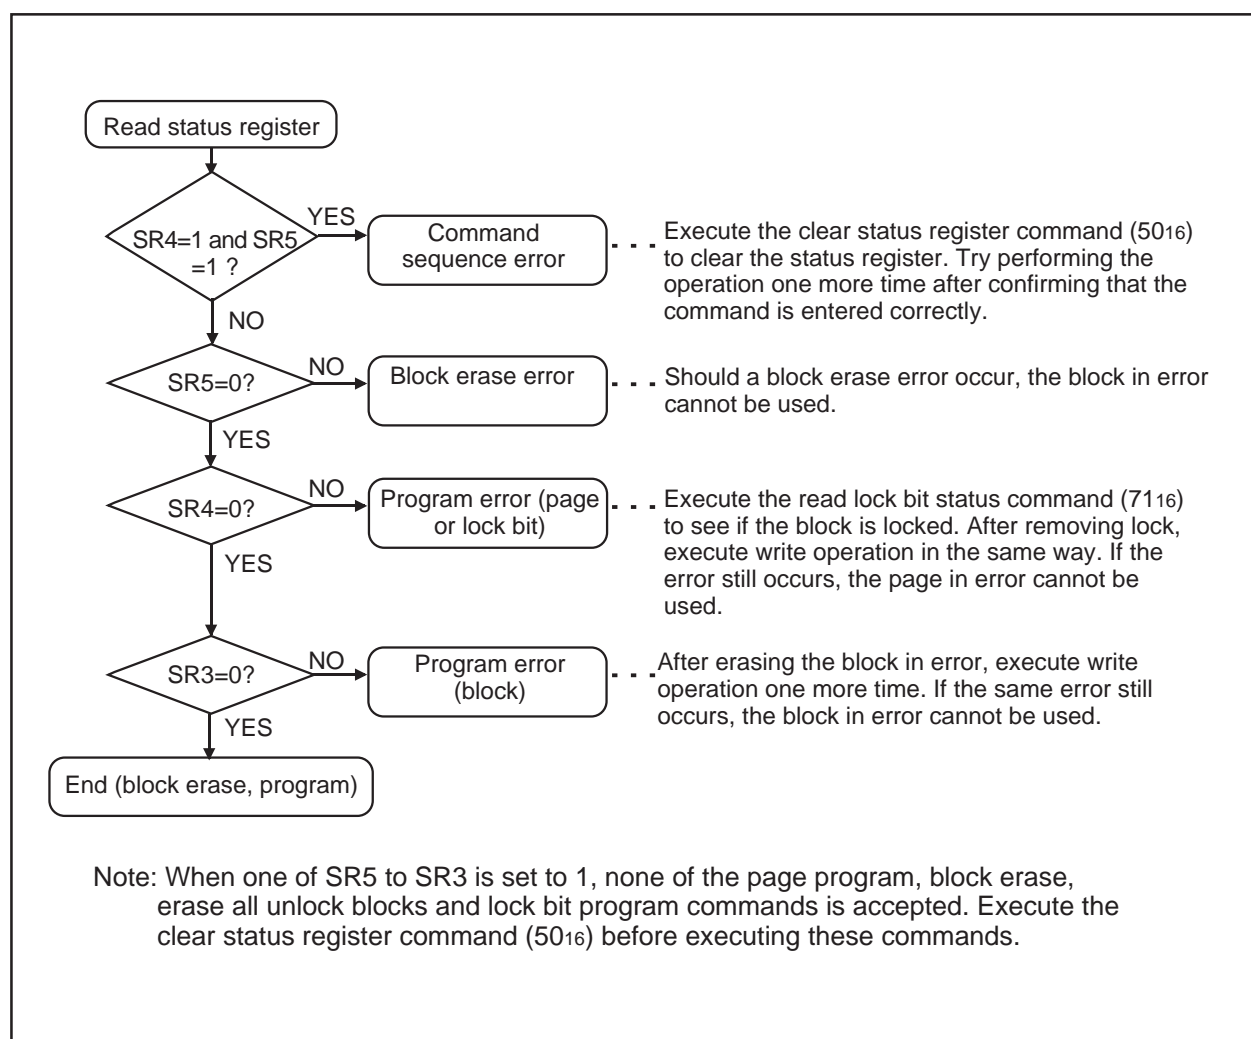 Read status register
SR4=1 and SR5
=1 ?
YES
Command
sequence error
Execute the clear status register command (5016)
to clear the status register. Try performing the
operation one more time after confirming that the
command is entered correctly.
NO
SR5=0?
NO
Block erase error
Should a block erase error occur, the block in error
cannot be used.
YES
SR4=0?
NO
Program error (page
or lock bit)
Execute the read lock bit status command (7116)
to see if the block is locked. After removing lock,
execute write operation in the same way. If the
error still occurs, the page in error cannot be
used.
YES
SR3=0?
NO
Program error
(block)
After erasing the block in error, execute write
operation one more time. If the same error still
occurs, the block in error cannot be used.
YES
End (block erase, program)
Note: When one of SR5 to SR3 is set to 1, none of the page program, block erase,
erase all unlock blocks and lock bit program commands is accepted. Execute the
clear status register command (5016) before executing these commands.